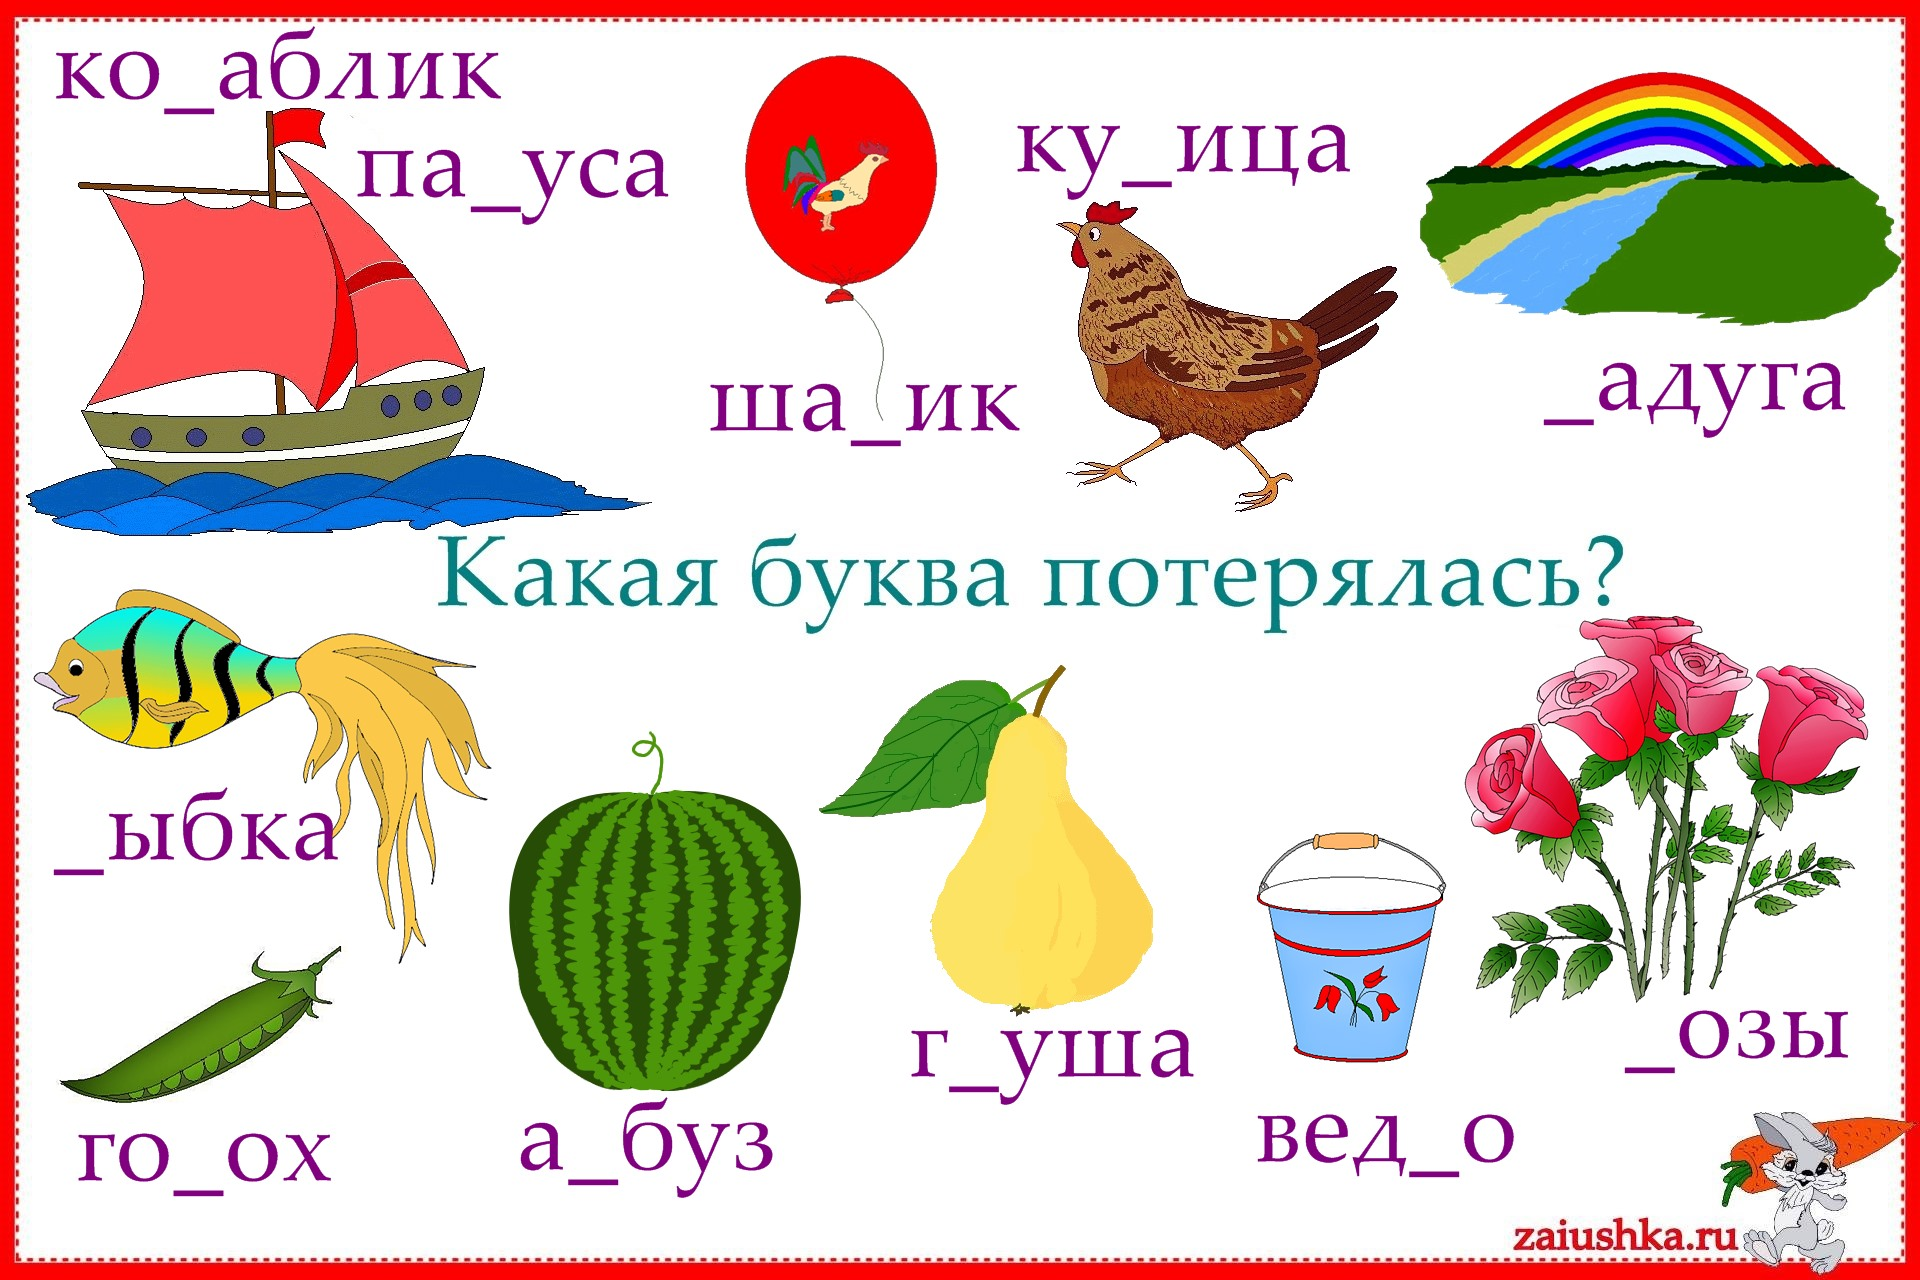 ко_аблик
па_уса
ша_ик
ку_ица
_адуга
Какая буква потерялась?
_ыбка
го_ох
а_буз
г_уша
вед_о
_озы
zaiushka.ru